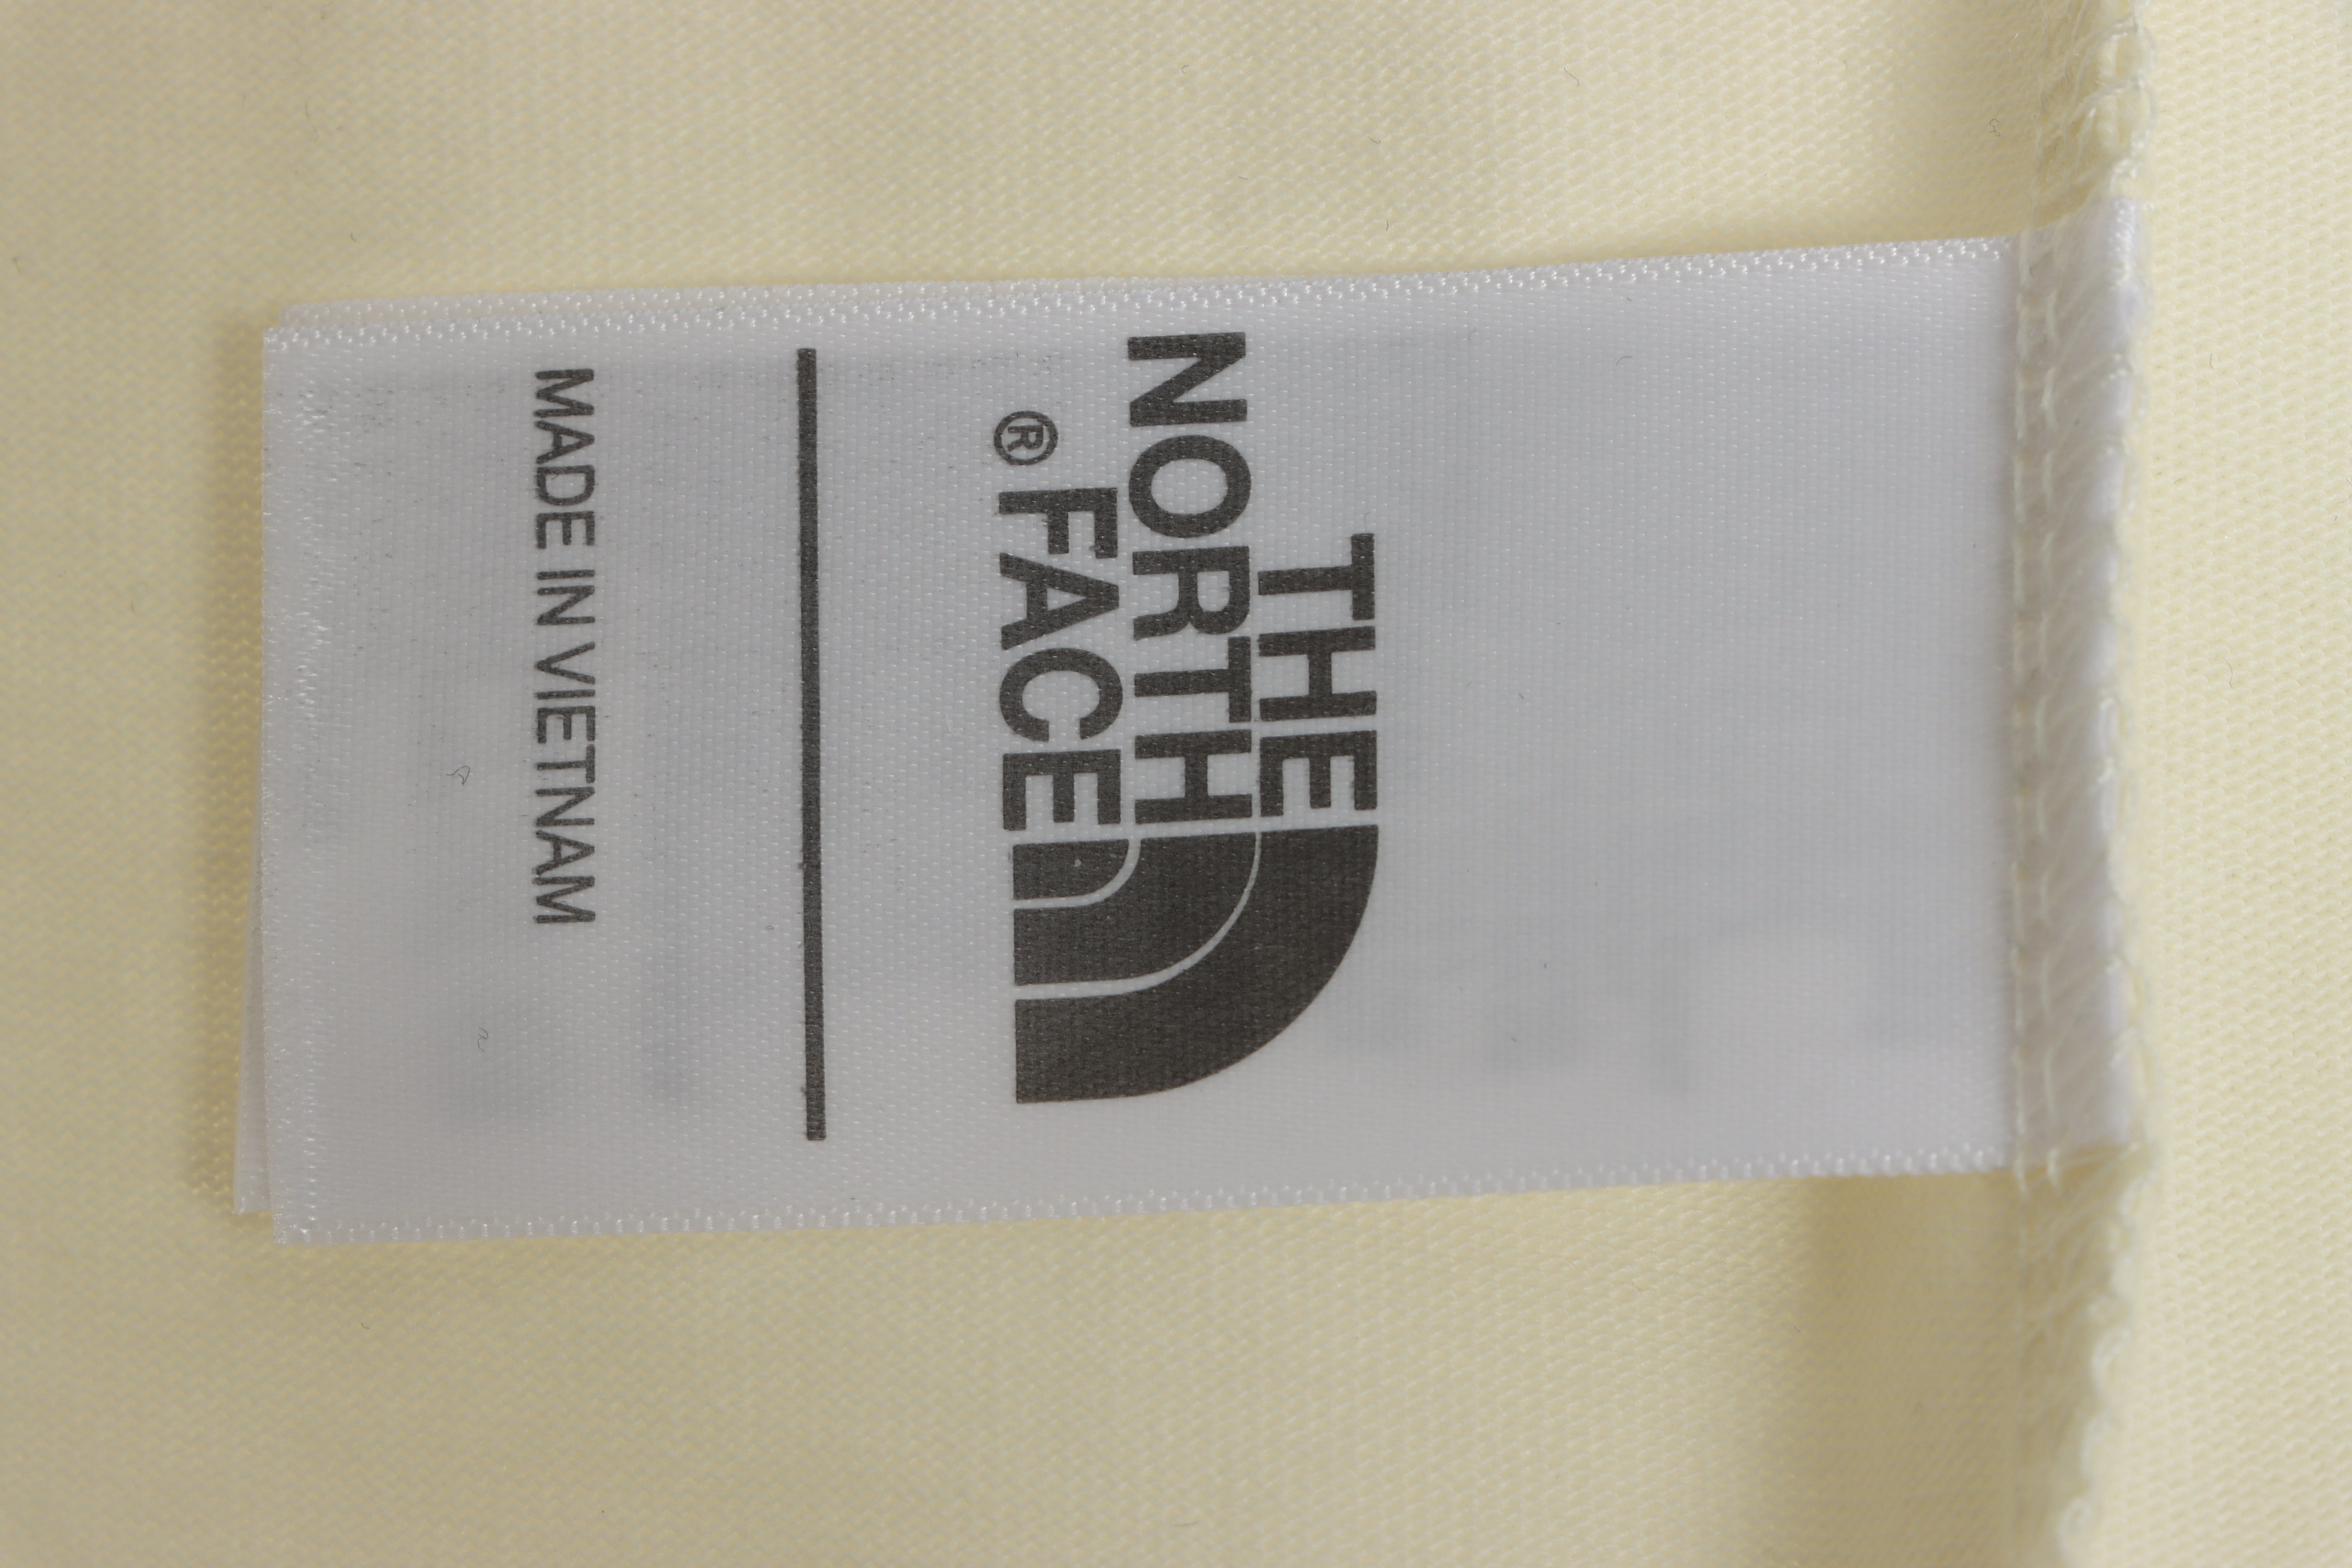 THE
NORTH
FACE®
MADE IN VIETNAM